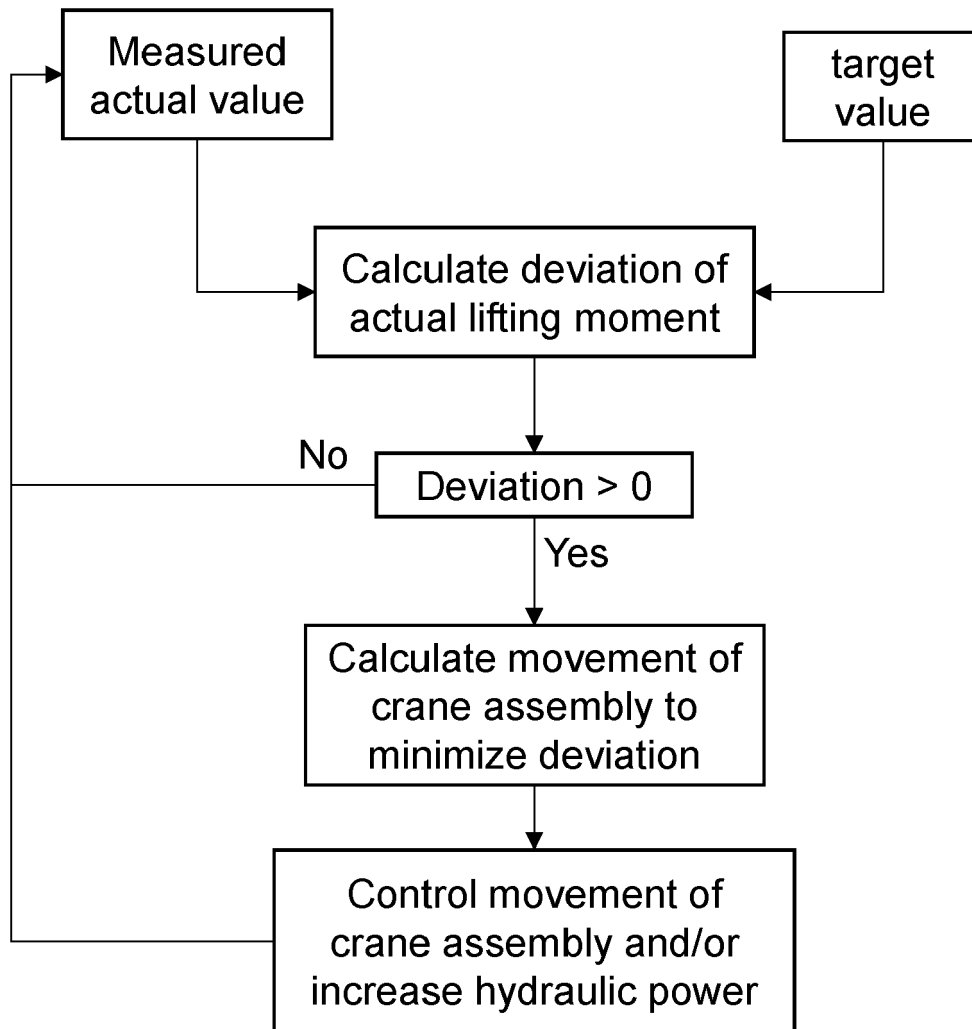 Measured
actual value
target
value
Calculate deviation of
actual lifting moment
No
Deviation > 0
Yes
Calculate movement of
crane assembly to
minimize deviation
Control movement of
crane assembly and/or
increase hydraulic power